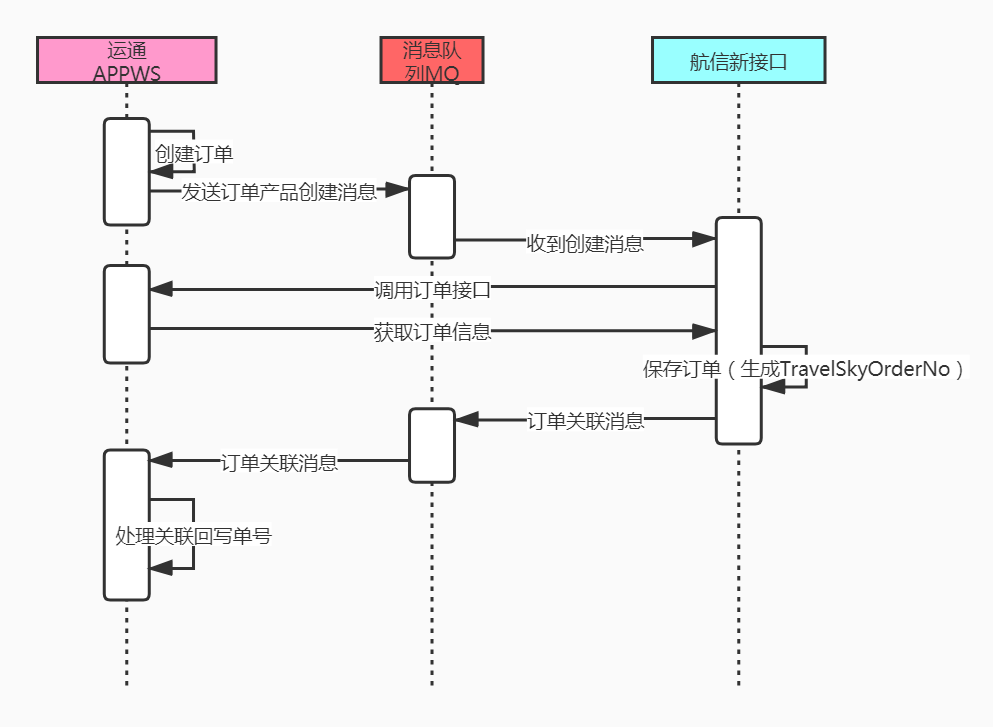 运通
APPWS
消息队
列MQ
航信新接口
创建订单
发送订单产品创建消息
收到创建消息
调用订单接口
获取订单信息
保存订单（生成TravelSkyOrderNo）
订单关联消息
订单关联消息
处理关联回写单号